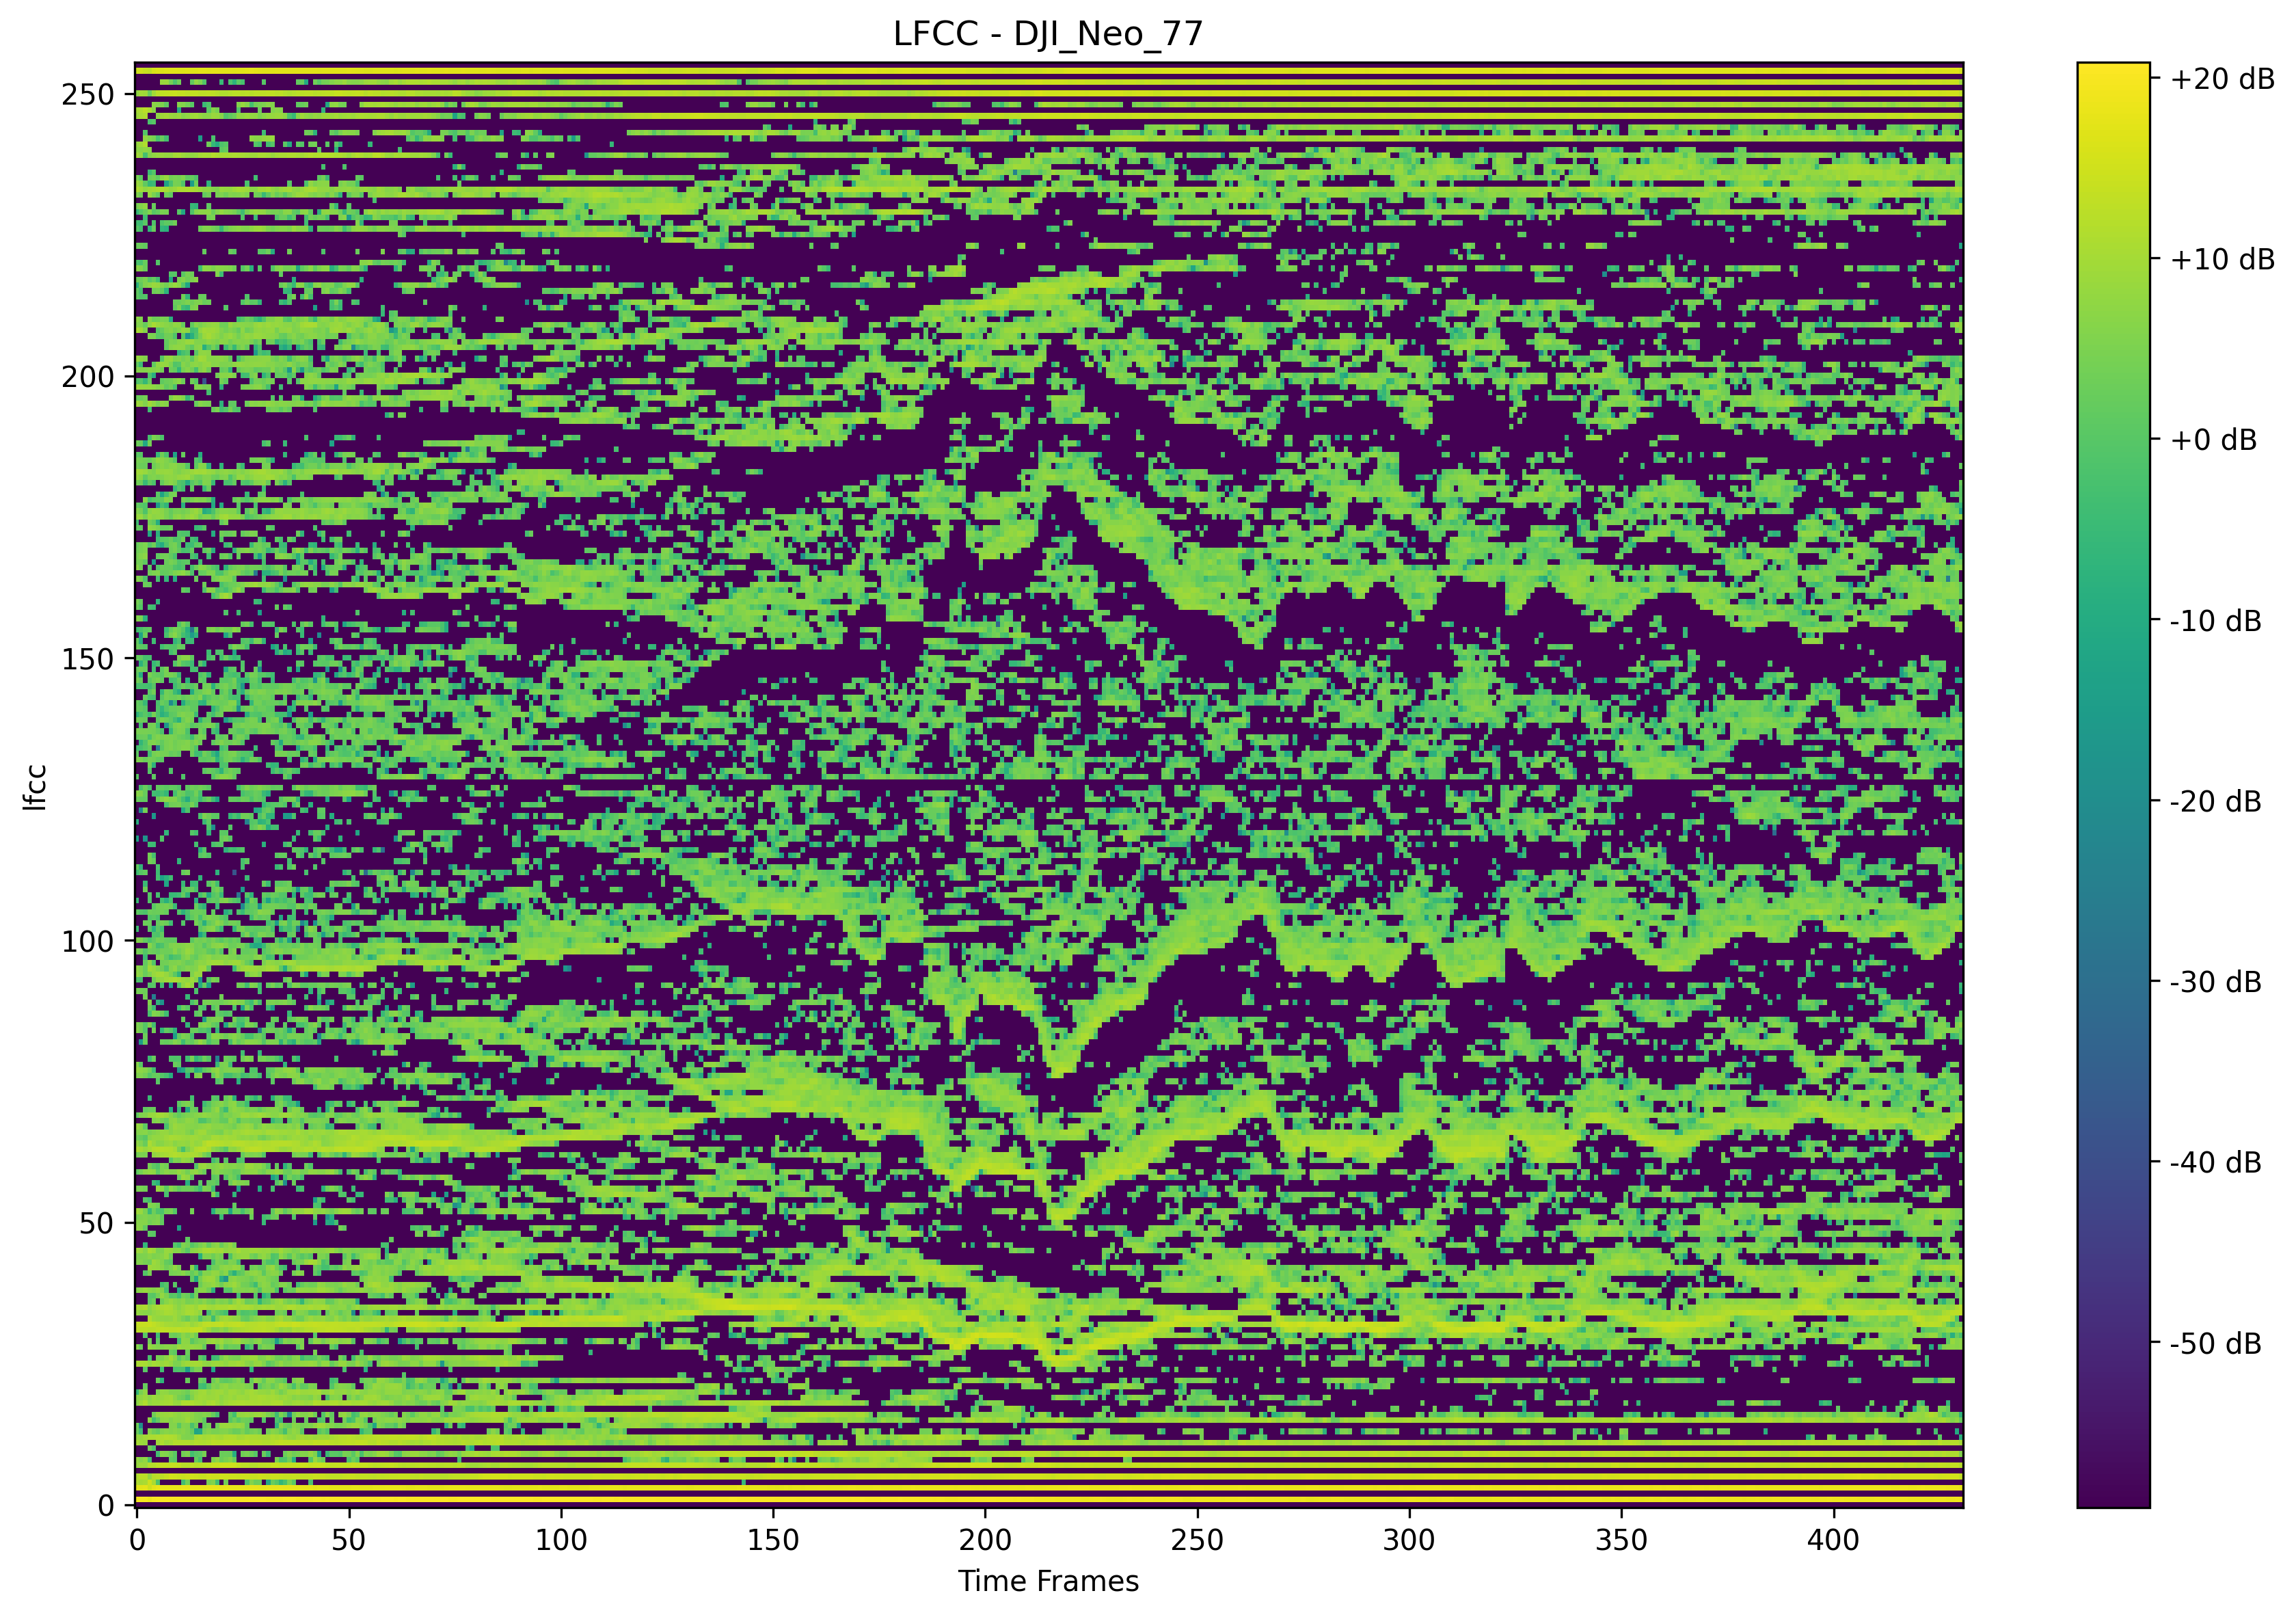 LFCC - DJI_Neo_77
250
200
150
100
50
0
lfcc
0 50 100 150 200 250 300 350 400
Time Frames
+20 dB
+10 dB
+0 dB
-10 dB
-20 dB
-30 dB
-40 dB
-50 dB